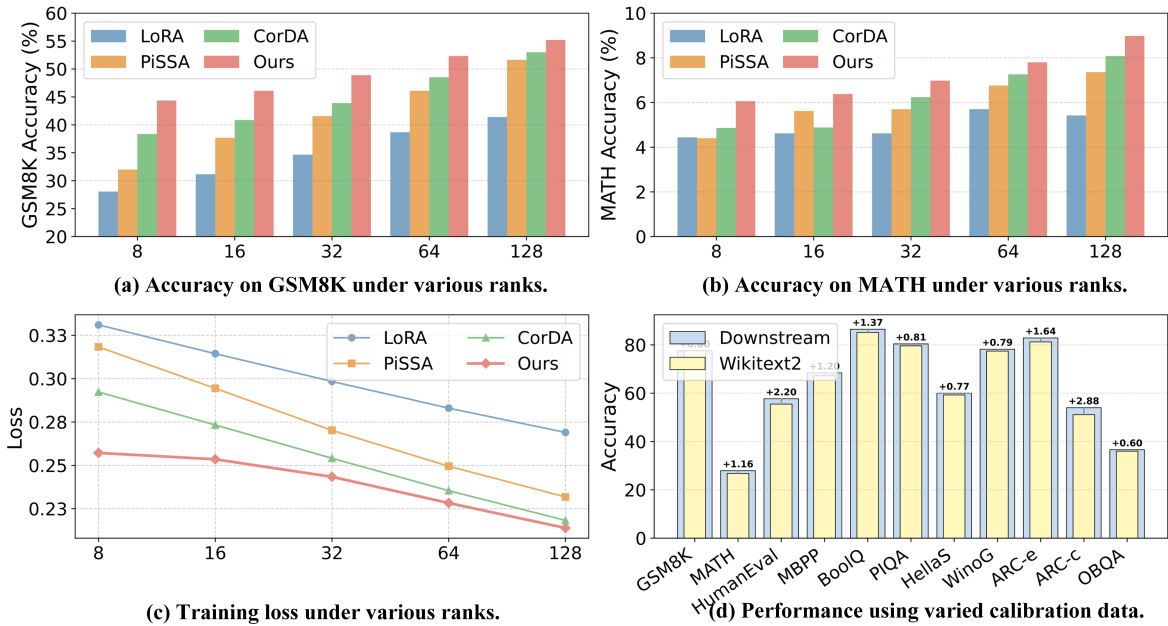 GSM8K Accuracy (%)
60
55
50
45
40
35
30
25
20
LoRA
PiSSA
CorDA
Ours
8 16 32 64 128
(a) Accuracy on GSM8K under various ranks.
MATH Accuracy (%)
10
8
6
4
2
0
LoRA
PiSSA
CorDA
Ours
8 16 32 64 128
(b) Accuracy on MATH under various ranks.
Loss
0.33
0.30
0.28
0.25
0.23
LoRA
PiSSA
CorDA
Ours
8 16 32 64 128
(c) Training loss under various ranks.
Accuracy
80
60
40
20
0
Downstream
Wikitext2
+1.16
+2.20
+1.20
+1.37
+0.81
+0.77
+0.79
+1.64
+2.88
+0.60
GSM8K
MATH
HumanEval
MBPP
BoolQ
PIQA
HellaS
WinoG
ARC-e
ARC-c
OBQA
(d) Performance using varied calibration data.